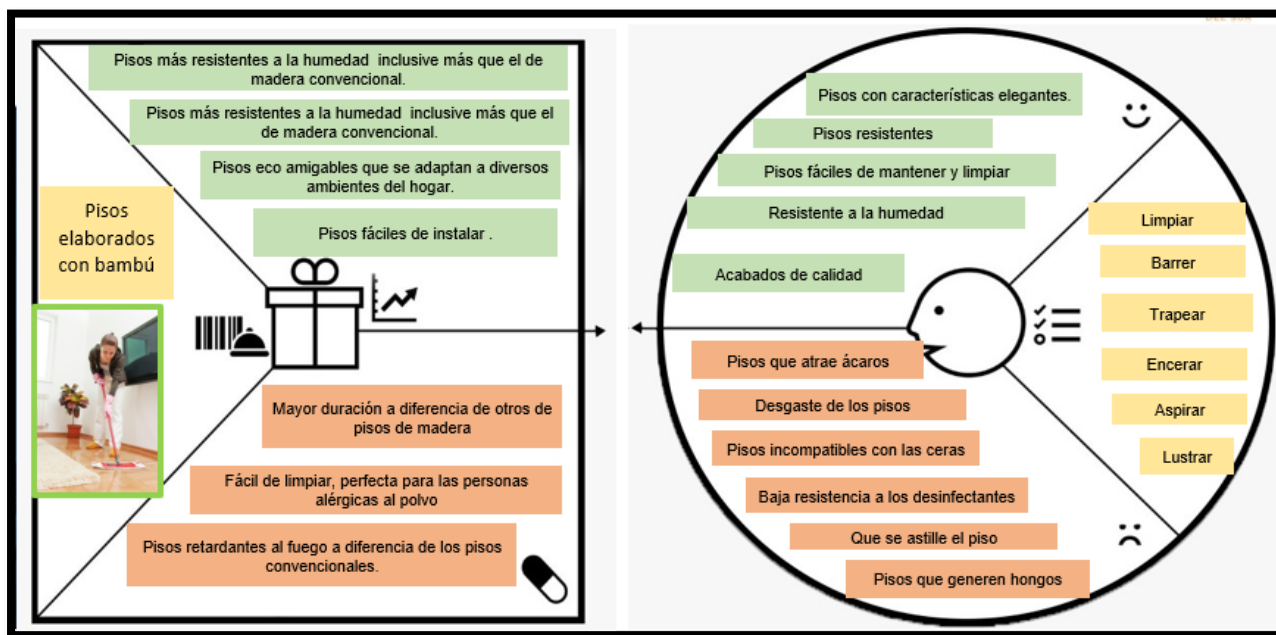 Pisos más resistentes a la humedad inclusive más que el de
madera convencional.
Pisos más resistentes a la humedad inclusive más que el
de madera convencional.
Pisos eco amigables que se adaptan a diversos
ambientes del hogar.
Pisos fáciles de instalar .
Pisos
elaborados
con bambú
Mayor duración a diferencia de otros de
pisos de madera
Fácil de limpiar, perfecta para las personas
alérgicas al polvo
Pisos retardantes al fuego a diferencia de los pisos
convencionales.
Pisos con características elegantes.
Pisos resistentes
Pisos fáciles de mantener y limpiar
Resistente a la humedad
Acabados de calidad
Pisos que atrae ácaros
Desgaste de los pisos
Pisos incompatibles con las ceras
Baja resistencia a los desinfectantes
Que se astille el piso
Pisos que generen hongos
Limpiar
Barrer
Trapear
Encerar
Aspirar
Lustrar